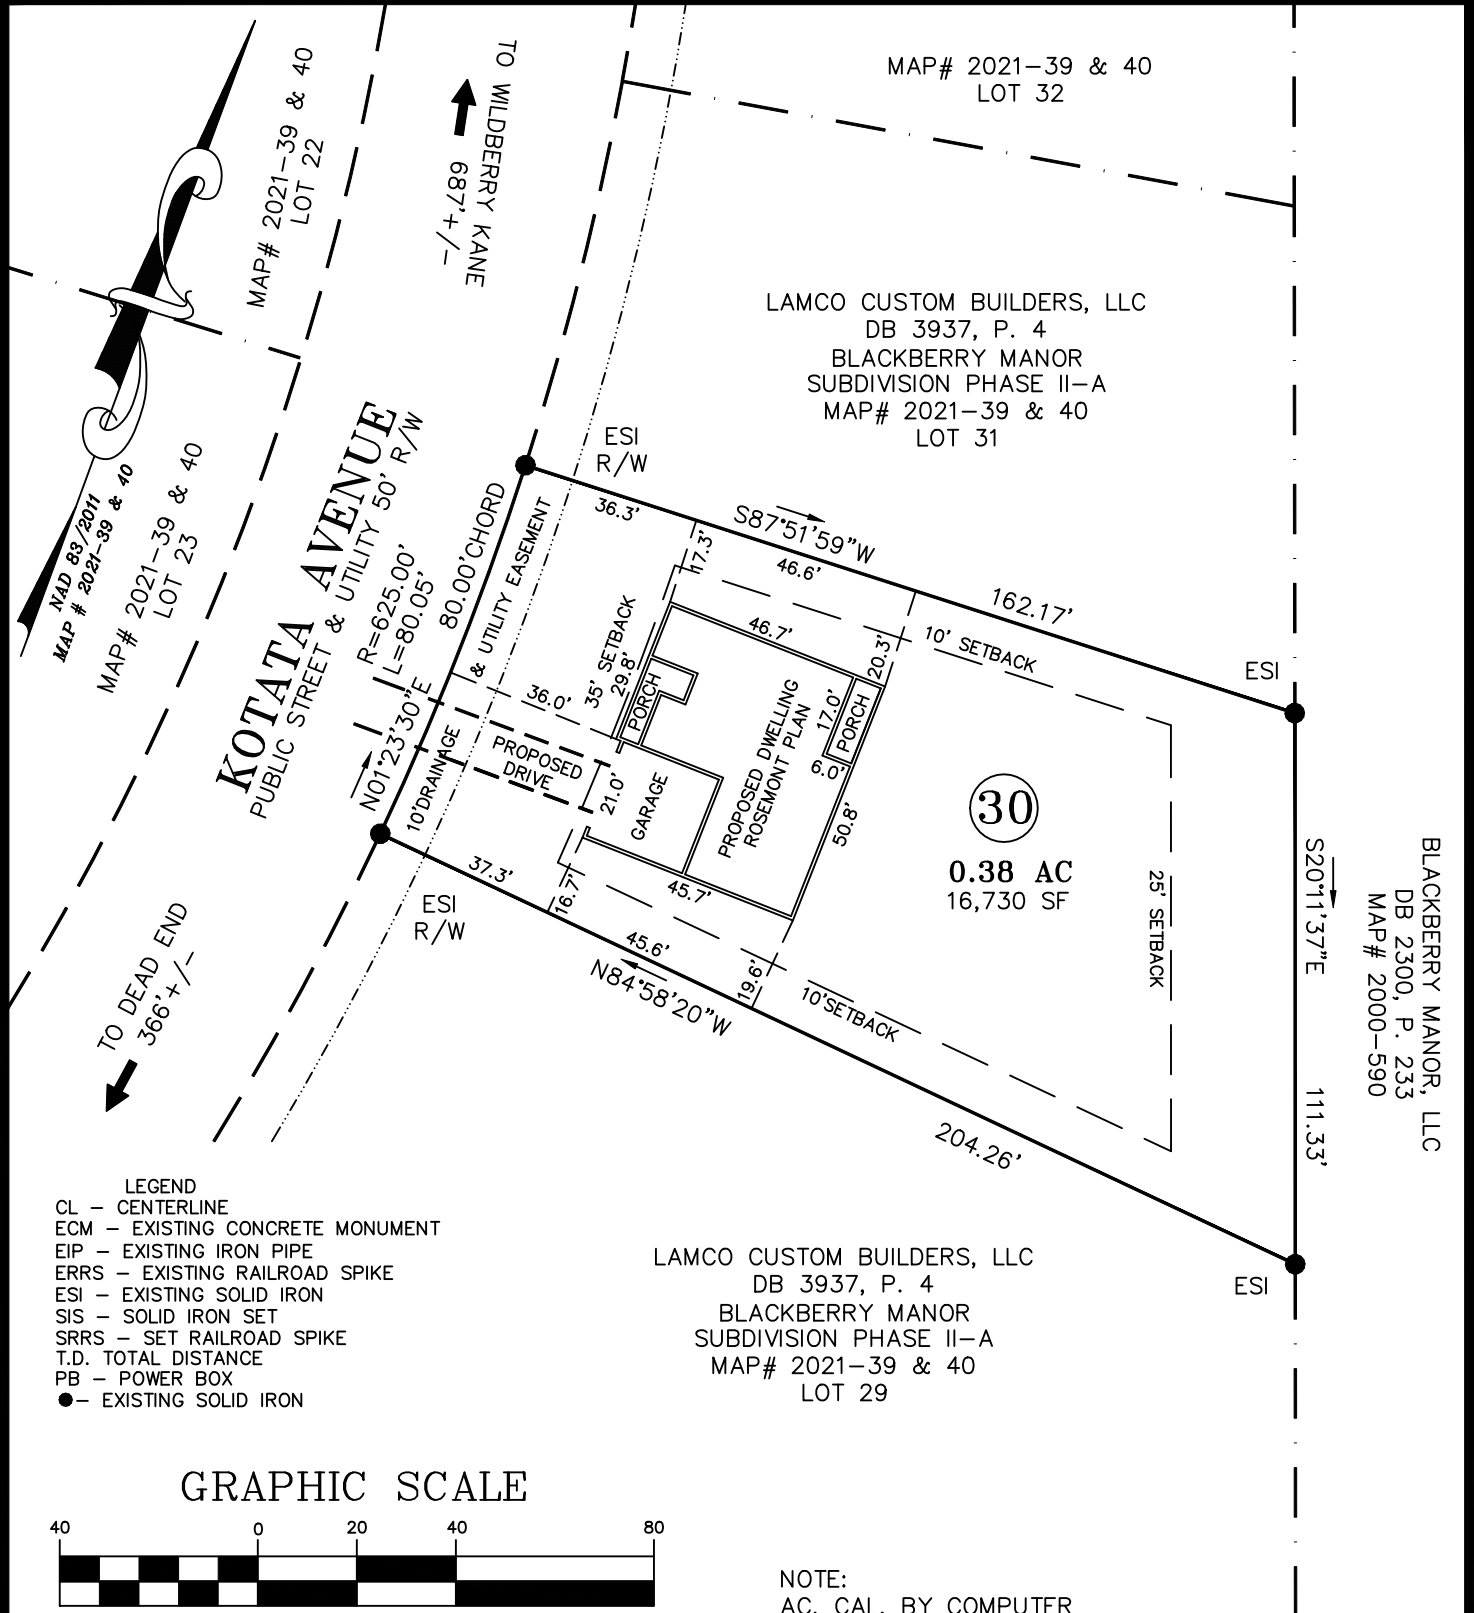 MAP# 2021-39 & 40
LOT 32
TO WILDBERRY KANE
687'+/-
MAP# 2021-39 & 40
LOT 22
LAMCO CUSTOM BUILDERS, LLC
DB 3937, P. 4
BLACKBERRY MANOR
SUBDIVISION PHASE II-A
MAP# 2021-39 & 40
LOT 31
NAD 83/2011
MAP # 2021-39 & 40
MAP# 2021-39 & 40
LOT 23
KOTATA AVENUE
PUBLIC STREET & UTILITY 50' R/W
R=625.00'
L=80.05'
80.00'CHORD
N01°23'30"E
ESI
R/W
36.3'
S87°51'59"W
46.6'
162.17'
17.3'
10' SETBACK
ESI
10'DRAINAGE
& UTILITY EASEMENT
35' SETBACK
29.8'
46.7'
20.3'
36.0'
PORCH
17.0'
PORCH
6.0'
PROPOSED DWELLING
ROSEMONT PLAN
PROPOSED
DRIVE
21.0'
GARAGE
50.8'
30
0.38 AC
16,730 SF
25' SETBACK
S20°11'37"E
111.33'
BLACKBERRY MANOR, LLC
DB 2300, P. 233
MAP# 2000-590
37.3'
16.7'
45.7'
ESI
R/W
45.6'
19.6'
N84°58'20"W
10'SETBACK
204.26'
TO DEAD END
366'+/-
ESI
LEGEND
CL - CENTERLINE
ECM - EXISTING CONCRETE MONUMENT
EIP - EXISTING IRON PIPE
ERRS - EXISTING RAILROAD SPIKE
ESI - EXISTING SOLID IRON
SIS - SOLID IRON SET
SRRS - SET RAILROAD SPIKE
T.D. TOTAL DISTANCE
PB - POWER BOX
●- EXISTING SOLID IRON
LAMCO CUSTOM BUILDERS, LLC
DB 3937, P. 4
BLACKBERRY MANOR
SUBDIVISION PHASE II-A
MAP# 2021-39 & 40
LOT 29
GRAPHIC SCALE
40 0 20 40 80
NOTE:
AC. CAL. BY COMPUTER